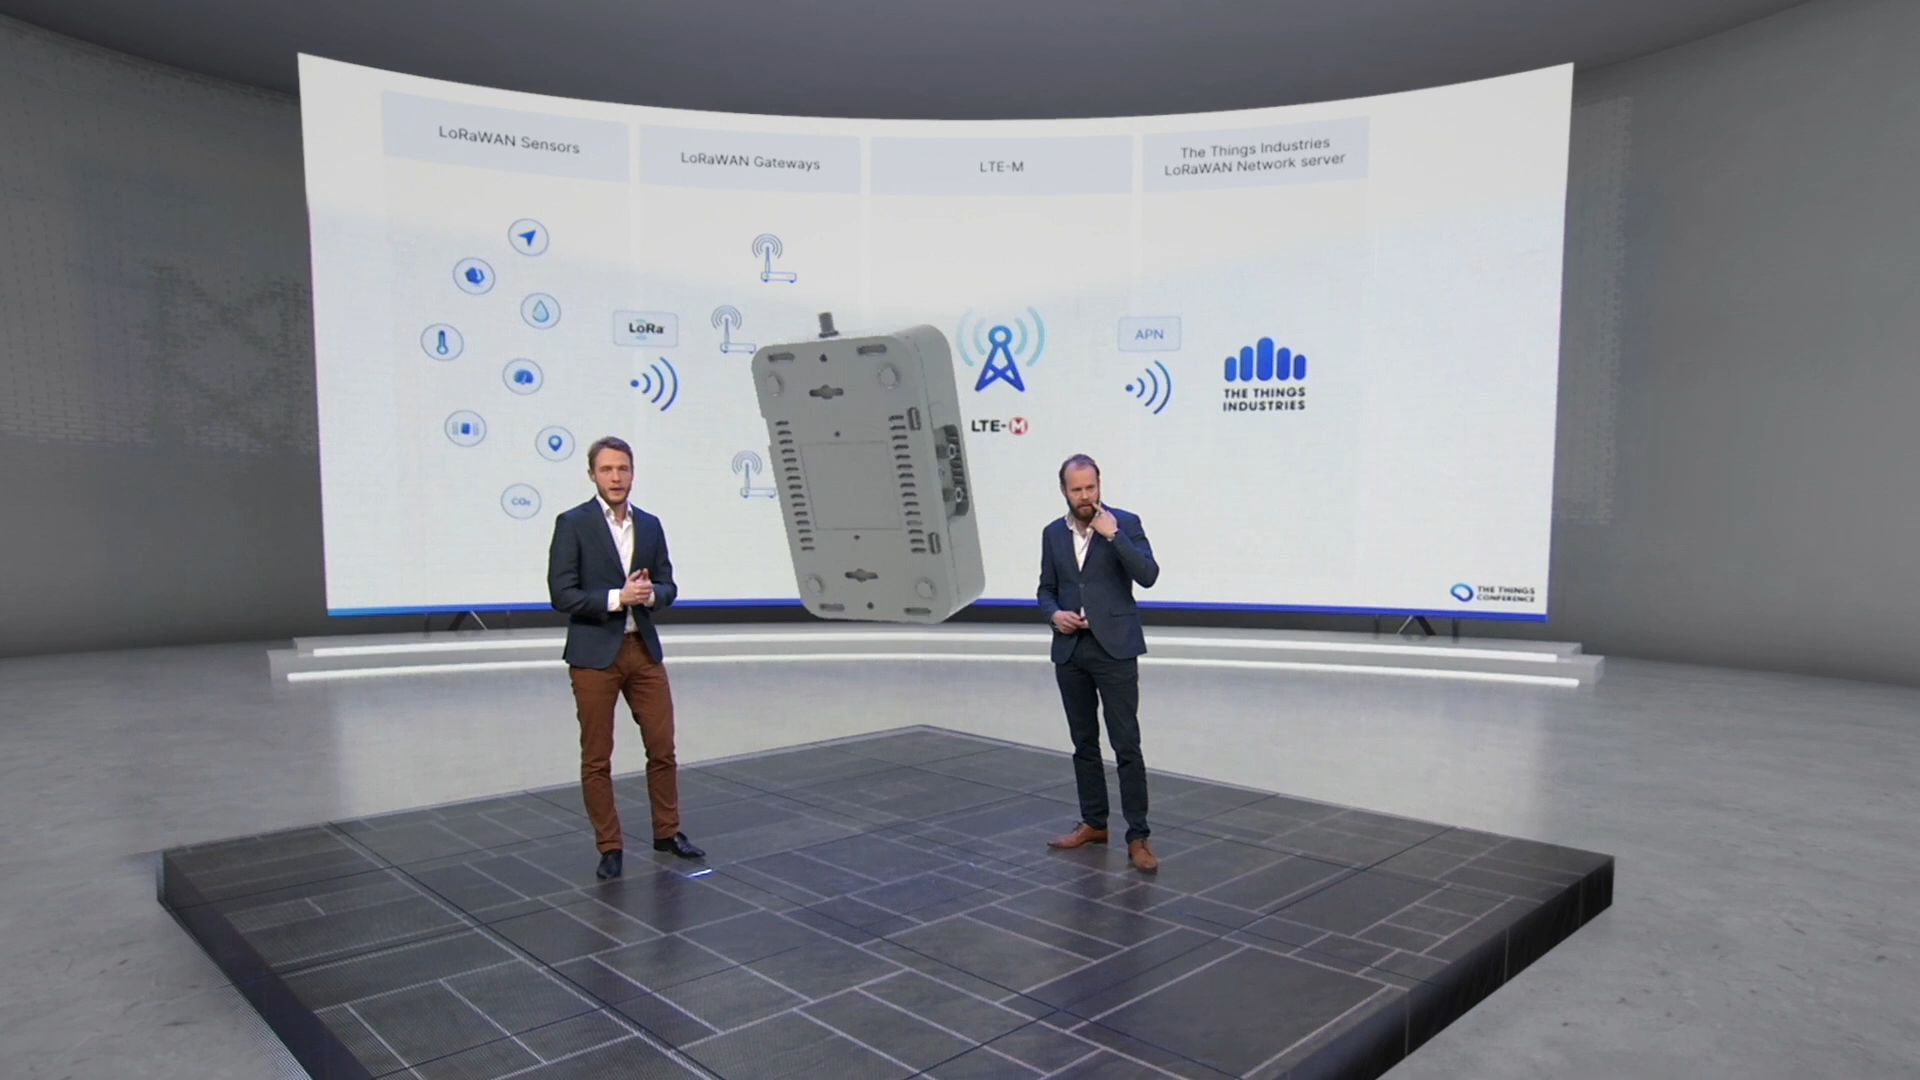 LoRaWAN Sensors
LoRaWAN Gateways
LTE-M
The Things Industries
LoRaWAN Network server
LoRa
APN
THE THINGS
INDUSTRIES
LTE-M
CO₂
THE THINGS
CONFERENCE